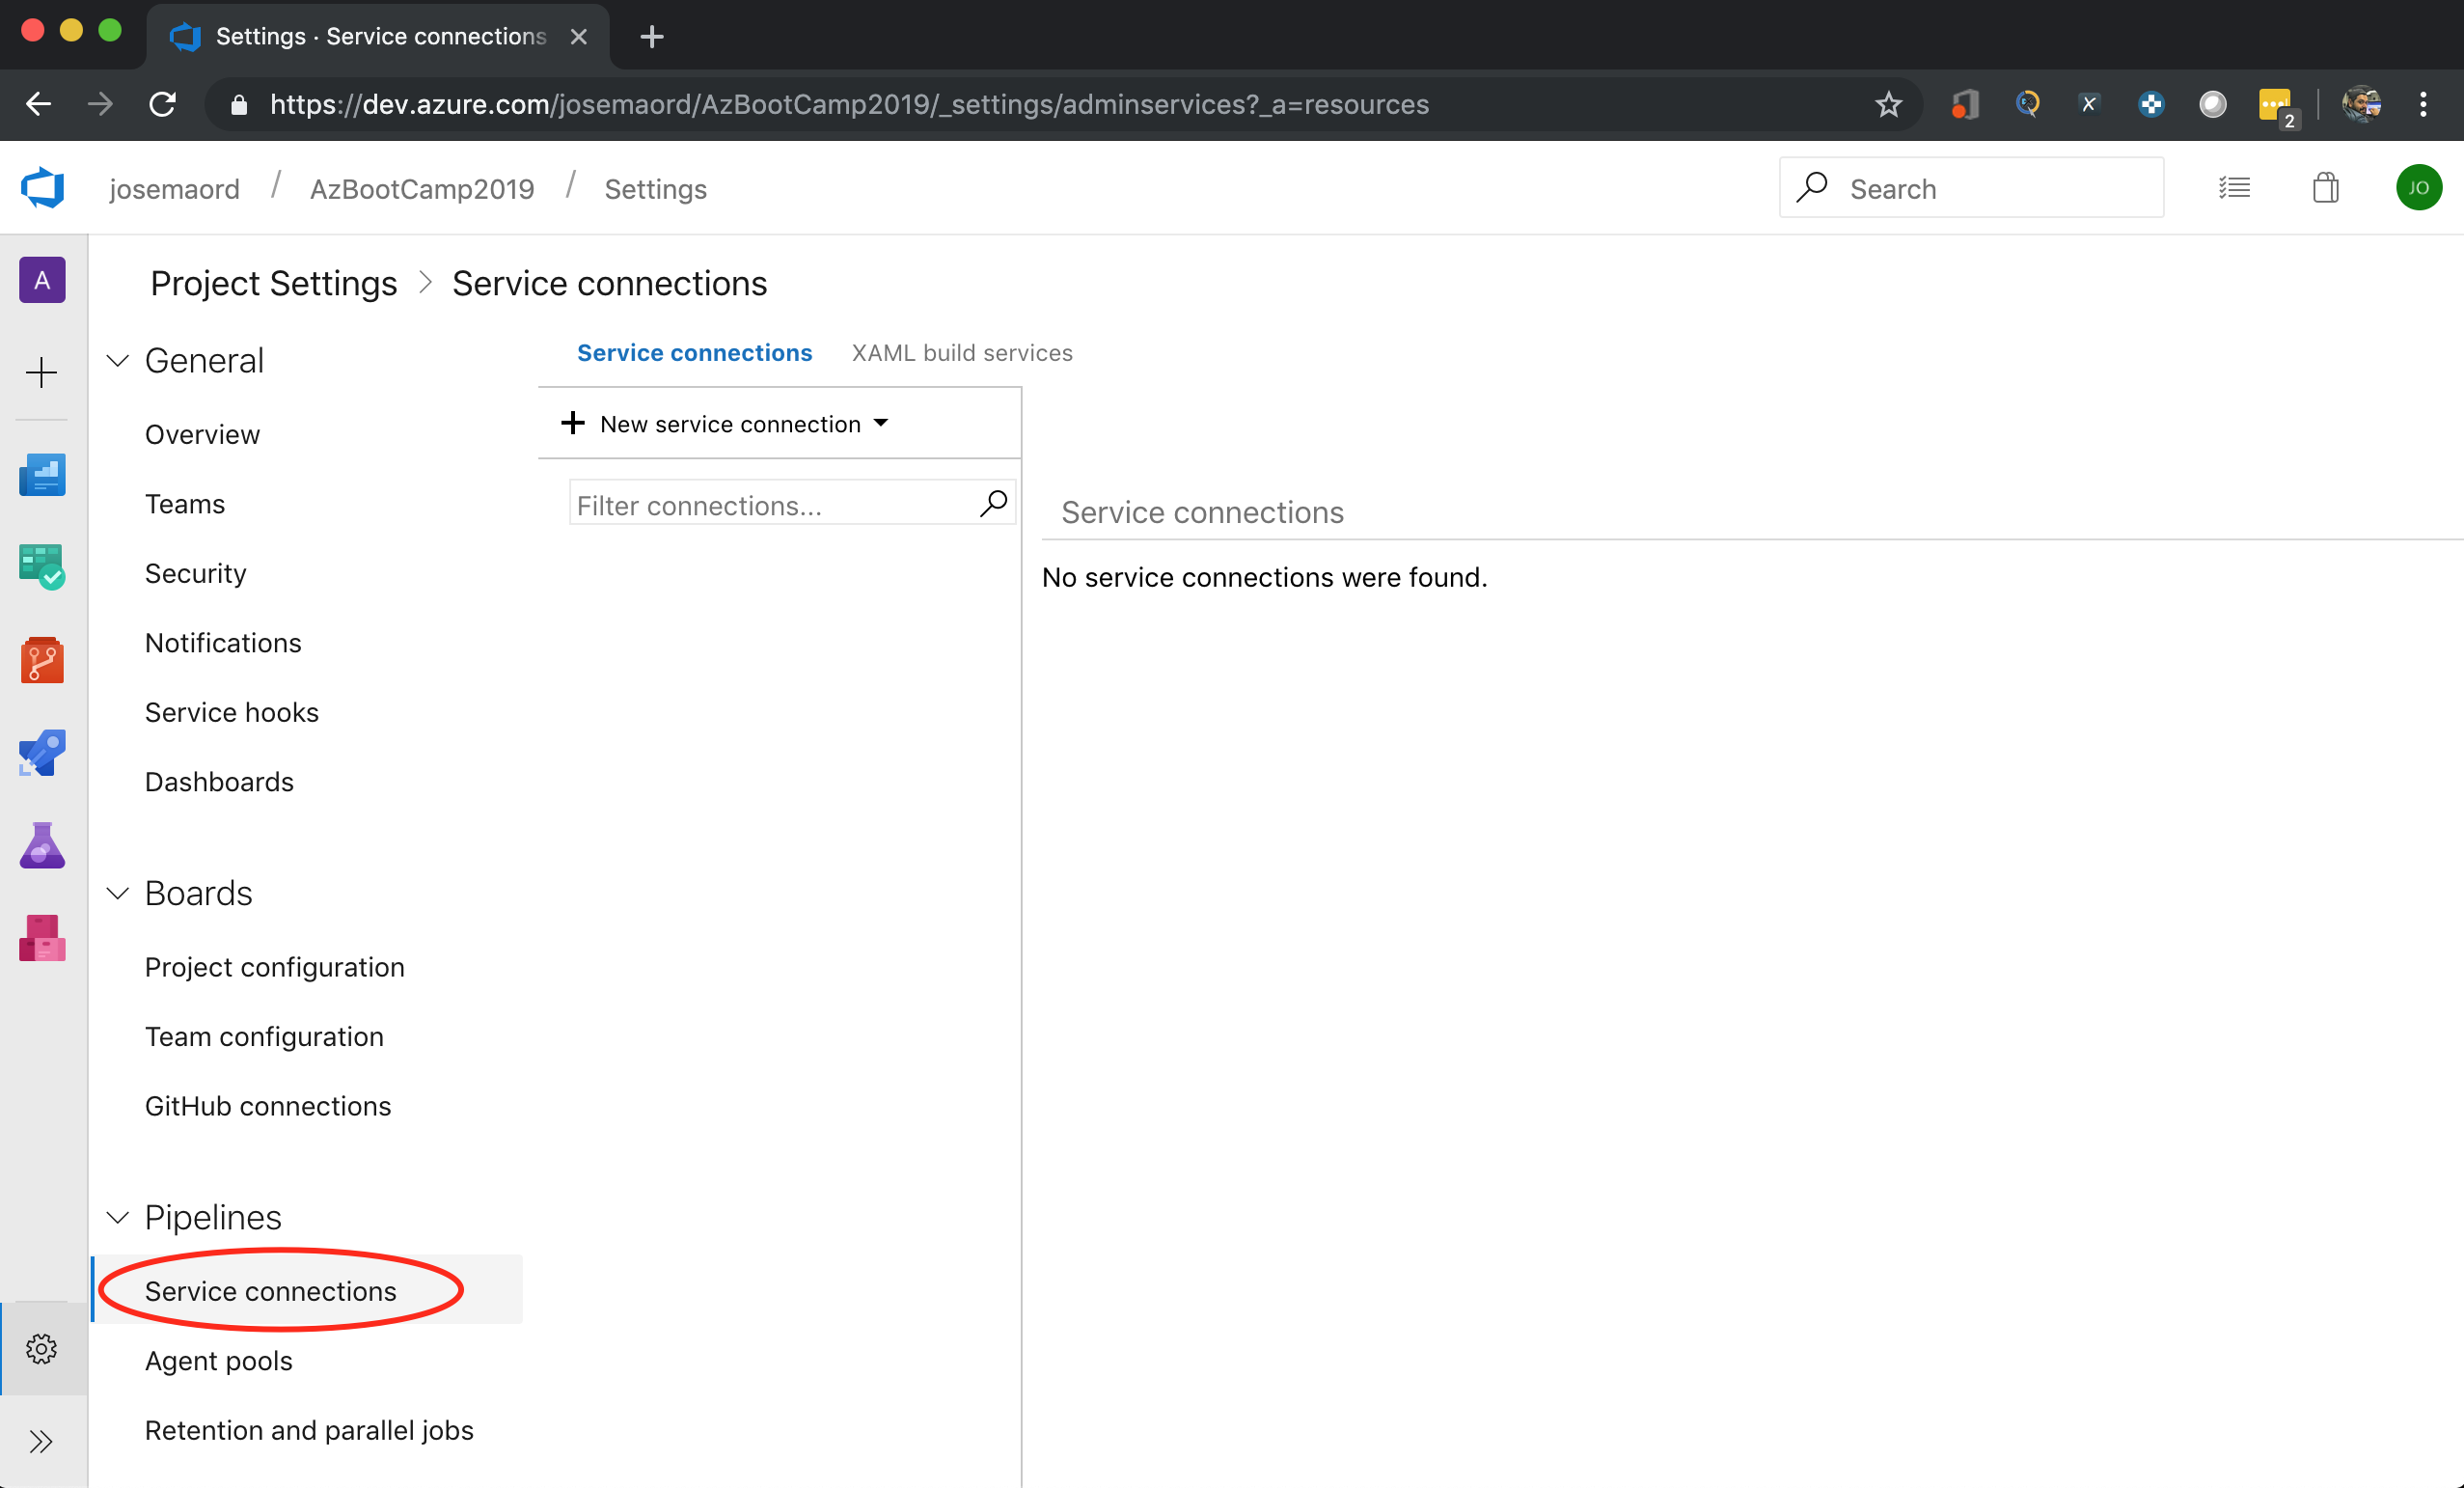 Settings · Service connections
https://dev.azure.com/josemaord/AzBootCamp2019/_settings/adminservices?_a=resources
2
josemaord / AzBootCamp2019 / Settings
Search
JO
A
Project Settings > Service connections
General
Overview
Teams
Security
Notifications
Service hooks
Dashboards
Boards
Project configuration
Team configuration
GitHub connections
Pipelines
Service connections
Agent pools
Retention and parallel jobs
Service connections XAML build services
+ New service connection
Filter connections...
Service connections
No service connections were found.